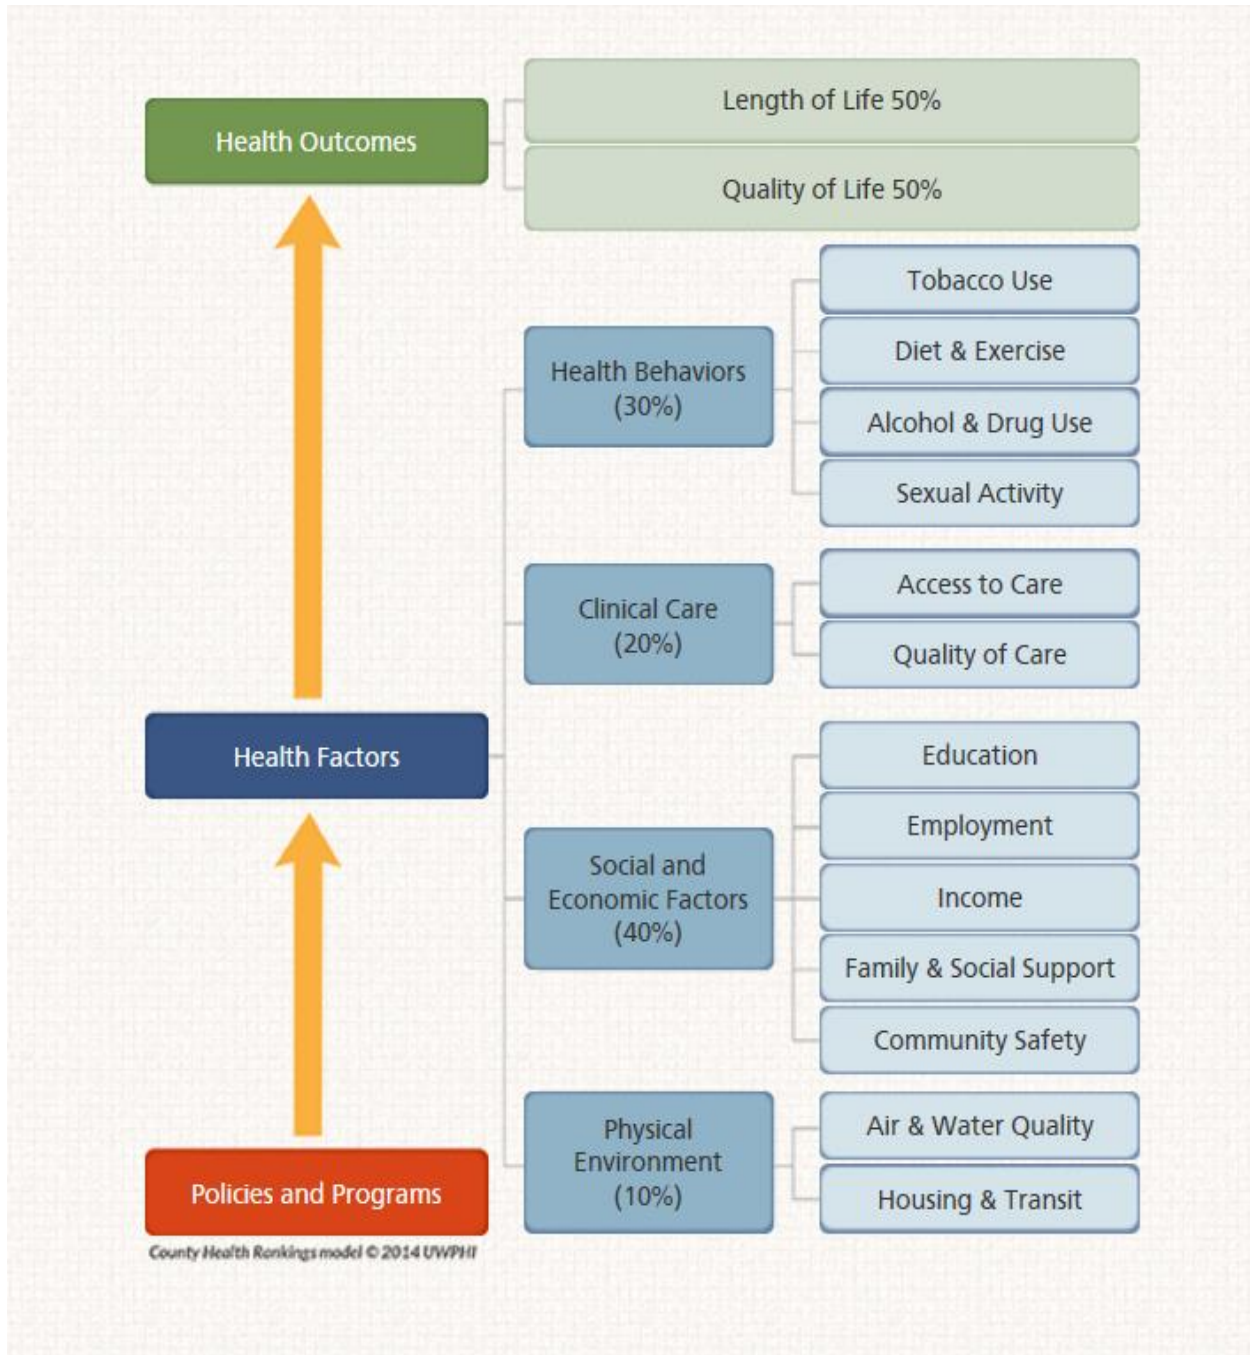 Health Outcomes
Length of Life 50%
Quality of Life 50%
Health Factors
Health Behaviors
(30%)
Tobacco Use
Diet & Exercise
Alcohol & Drug Use
Sexual Activity
Clinical Care
(20%)
Access to Care
Quality of Care
Social and
Economic Factors
(40%)
Education
Employment
Income
Family & Social Support
Community Safety
Physical
Environment
(10%)
Air & Water Quality
Housing & Transit
Policies and Programs
County Health Rankings model © 2014 UWPHI